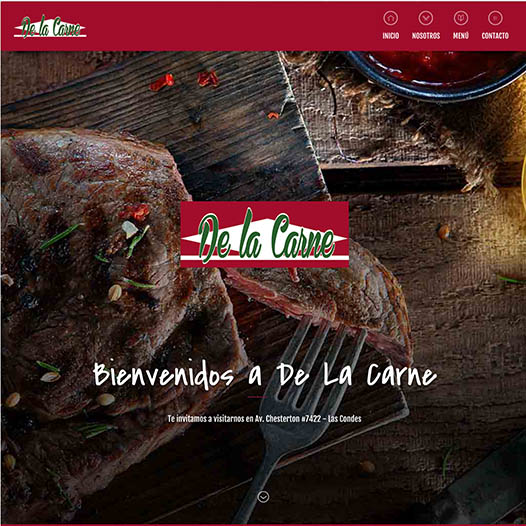 De la Carne
INICIO
NOSOTROS
MENÚ
CONTACTO
De la Carne
Bienvenidos a De La Carne
Te invitamos a visitarnos en Av. Chesterton #7422 – Las Condes